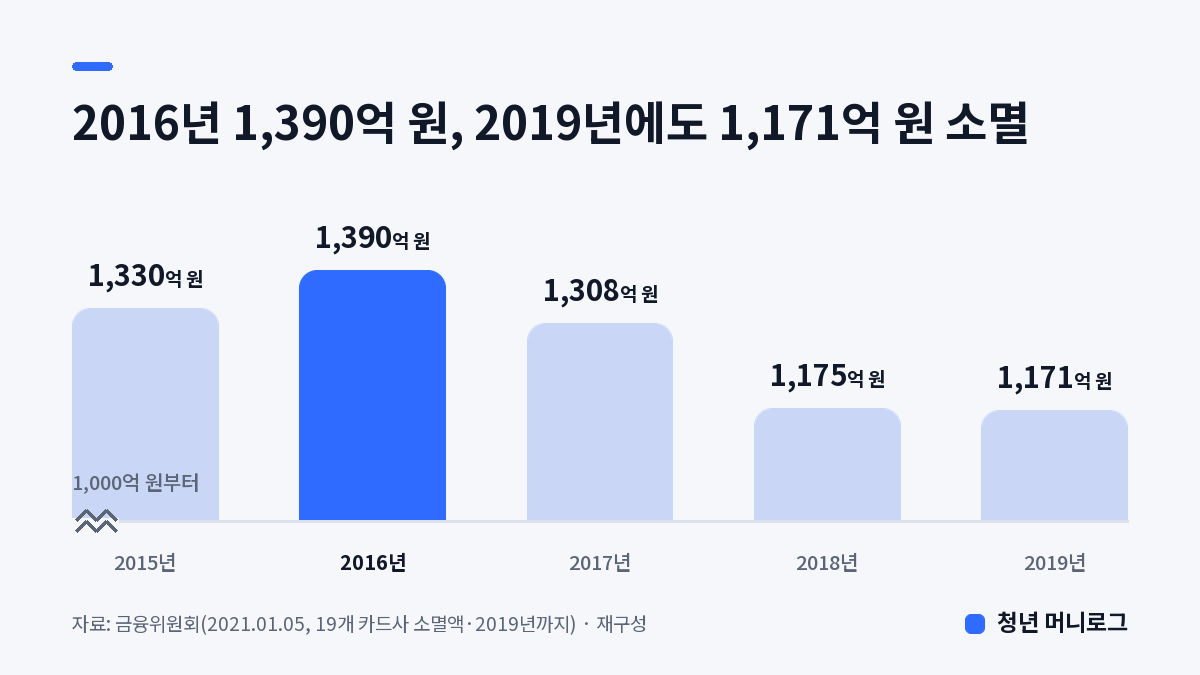 2016년 1,390억 원, 2019년에도 1,171억 원 소멸
1,330억 원
1,390억 원
1,308억 원
1,175억 원
1,171억 원
1,000억 원부터
2015년
2016년
2017년
2018년
2019년
자료: 금융위원회(2021.01.05, 19개 카드사 소멸액·2019년까지) · 재구성
청년 머니로그